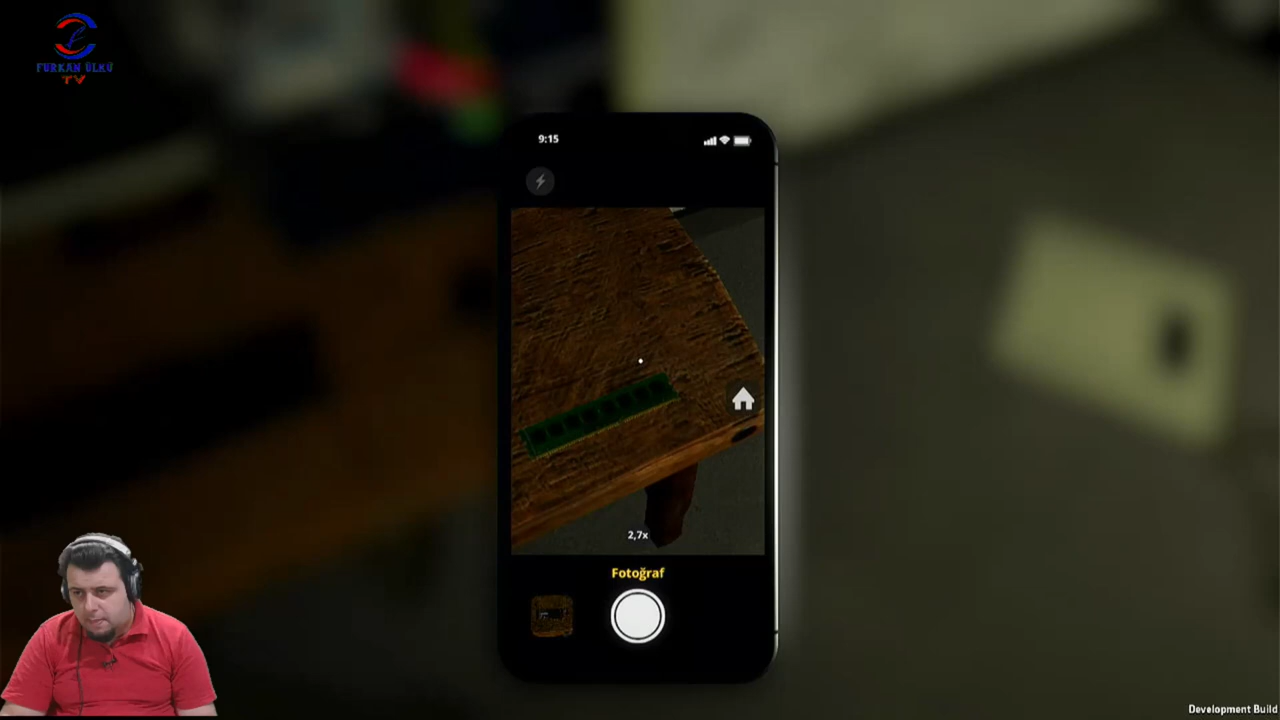 FURKAN ÜLKÜ
TV
9:15
2,7x
Fotoğraf
Development Build